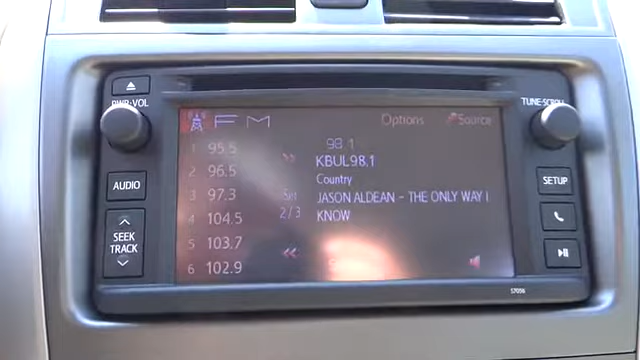 PWR•VOL
TUNE•SCROLL
FM
Options
Source
1 95.5
2 96.5
3 97.3
4 104.5
5 103.7
6 102.9
Set
2/3
98.1
KBUL98.1
Country
JASON ALDEAN - THE ONLY WAY I
KNOW
AUDIO
SEEK
TRACK
SETUP
57056